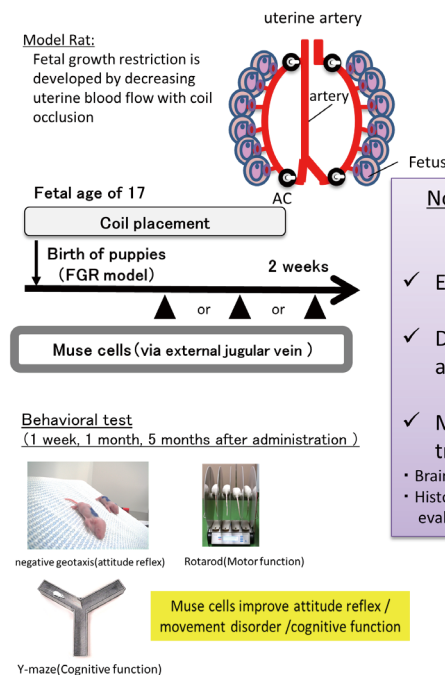 uterine artery
Model Rat:
Fetal growth restriction is
developed by decreasing
uterine blood flow with coil
occlusion
artery
Fetus
AC
Fetal age of 17
Coil placement
Birth of puppies
(FGR model)
2 weeks
or
or
Muse cells(via external jugular vein )
Behavioral test
(1 week, 1 month, 5 months after administration )
negative geotaxis(attitude reflex)
Rotarod(Motor function)
Muse cells improve attitude reflex /
movement disorder /cognitive function
Y-maze(Cognitive function)
✓ E
✓ D
a
✓ M
• Brain